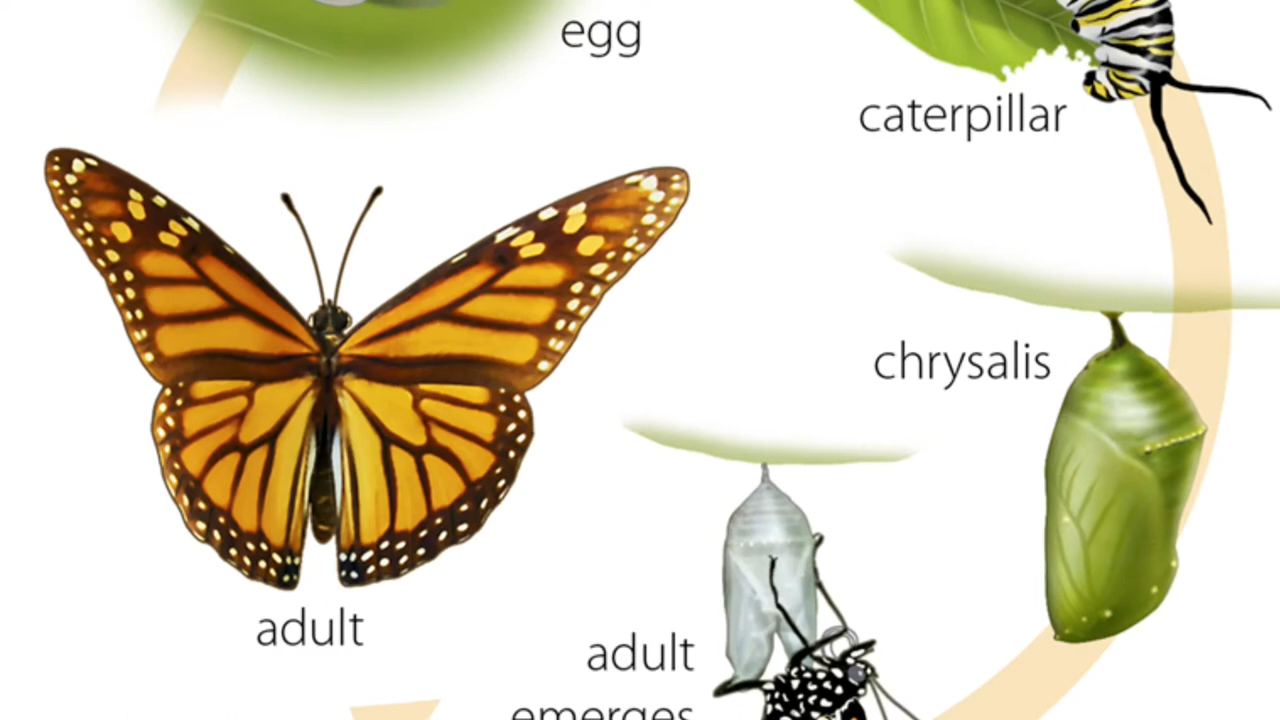 egg
caterpillar
chrysalis
adult
adult
emerges